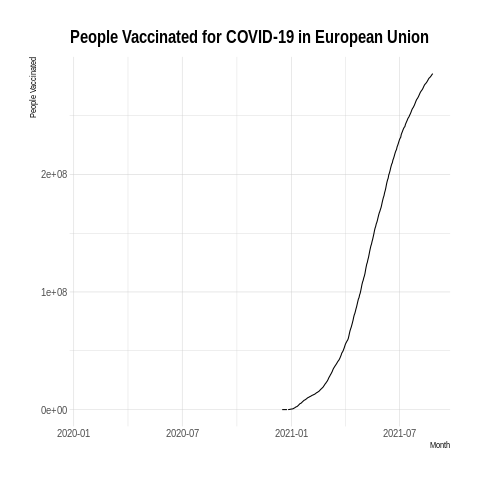 People Vaccinated for COVID-19 in European Union
People Vaccinated
2e+08
1e+08
0e+00
2020-01 2020-07 2021-01 2021-07
Month